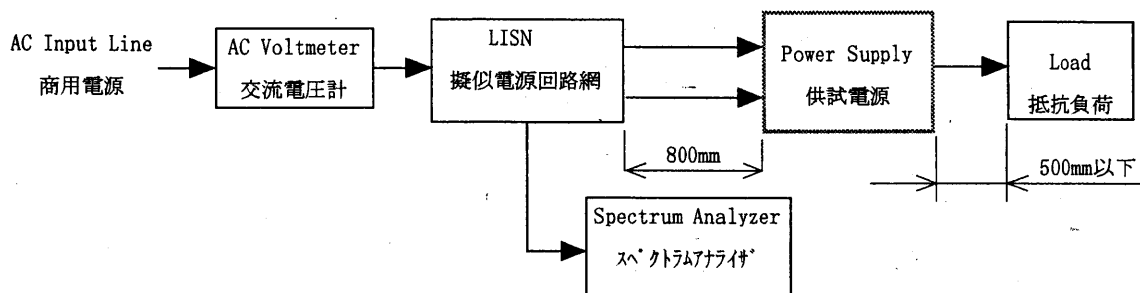 AC Input Line
商用電源
AC Voltmeter
交流電圧計
LISN
擬似電源回路網
Power Supply
供試電源
Load
抵抗負荷
800mm
500mm以下
Spectrum Analyzer
スペクトラムアナライザ